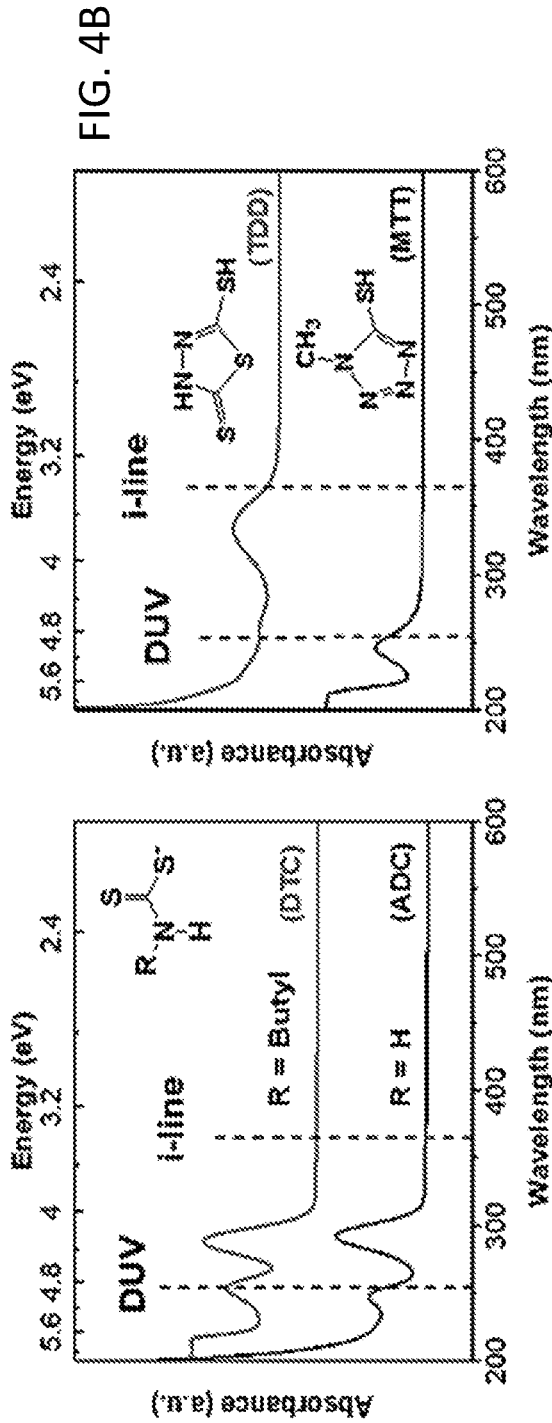 FIG. 4B
Energy (eV)
5.6 4.8 4 3.2 2.4
DUV
i-line
R
N
H
S
S-
R = Butyl
(DTC)
R = H
(ADC)
Absorbance (a.u.)
200 300 400 500 600
Wavelength (nm)
Energy (eV)
5.6 4.8 4 3.2 2.4
DUV
i-line
HN
N
S
S
SH
(TDD)
CH3
N
N
N
N
SH
(MTT)
Absorbance (a.u.)
200 300 400 500 600
Wavelength (nm)